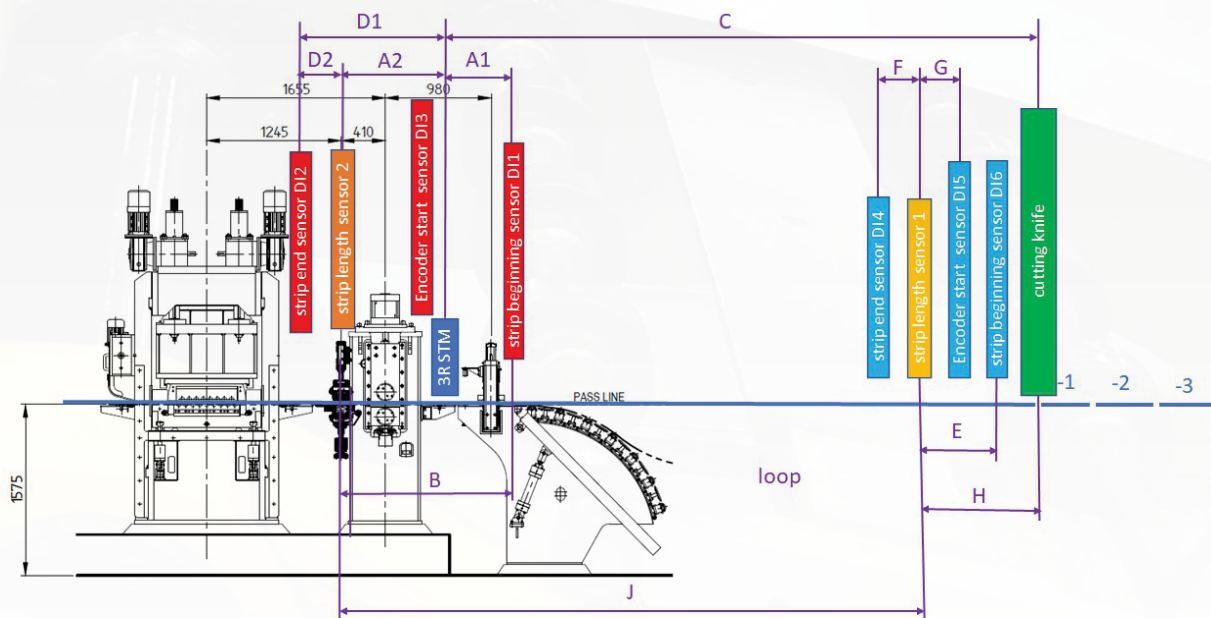 D1
C
D2
A2
A1
F
G
1655
980
1245
410
strip end sensor DI2
strip length sensor 2
Encoder start sensor DI3
strip beginning sensor DI1
3R STM
strip end sensor DI4
strip length sensor 1
Encoder start sensor DI5
strip beginning sensor DI6
cutting knife
-1
-2
-3
PASS LINE
1575
B
loop
E
H
J